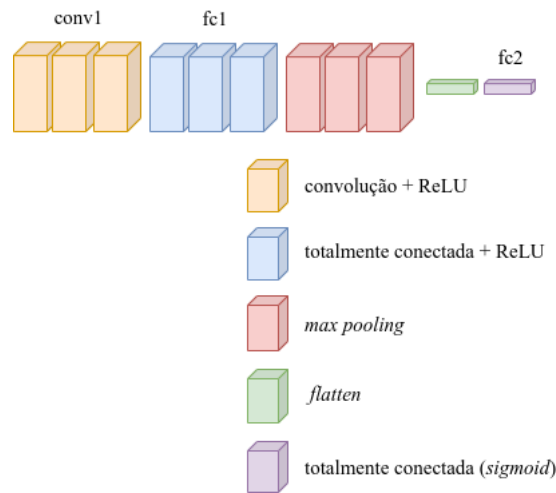 conv1
fc1
fc2
convolução + ReLU
totalmente conectada + ReLU
max pooling
flatten
totalmente conectada (sigmoid)